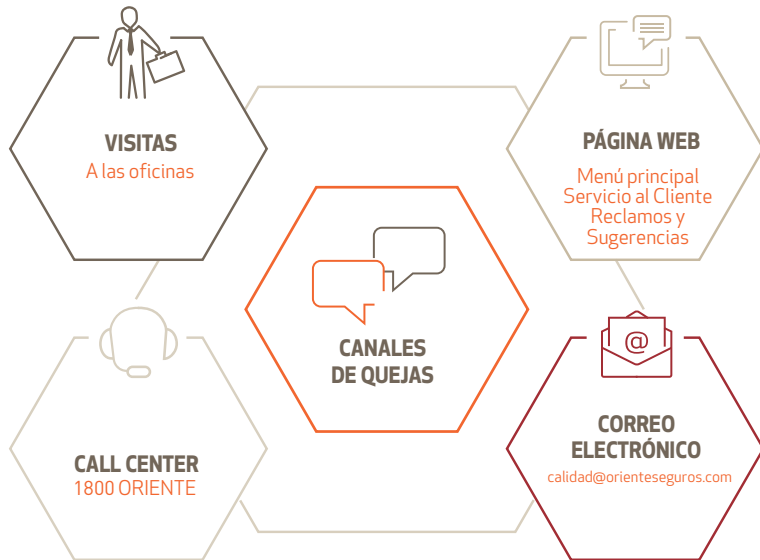 VISITAS
A las oficinas
PÁGINA WEB
Menú principal
Servicio al Cliente
Reclamos y
Sugerencias
CANALES
DE QUEJAS
CALL CENTER
1800 ORIENTE
@
CORREO
ELECTRÓNICO
calidad@orienteseguros.com